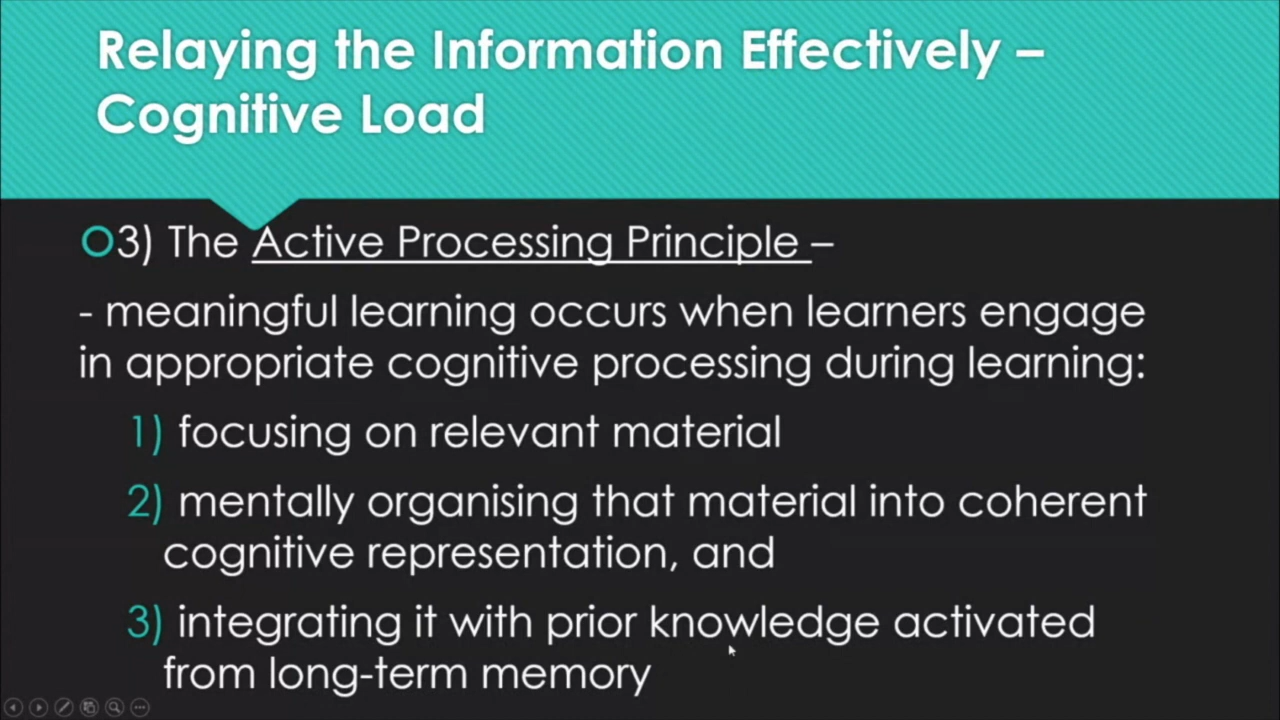 Relaying the Information Effectively –
Cognitive Load
3) The Active Processing Principle –
- meaningful learning occurs when learners engage
in appropriate cognitive processing during learning:
1) focusing on relevant material
2) mentally organising that material into coherent
cognitive representation, and
3) integrating it with prior knowledge activated
from long-term memory